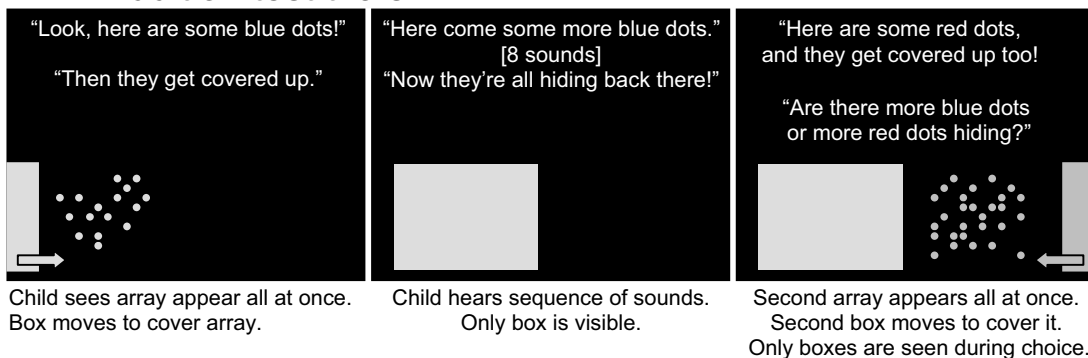 “Look, here are some blue dots!”
“Then they get covered up.”
“Here come some more blue dots.”
[8 sounds]
“Now they’re all hiding back there!”
“Here are some red dots,
and they get covered up too!
“Are there more blue dots
or more red dots hiding?”
Child sees array appear all at once.
Box moves to cover array.
Child hears sequence of sounds.
Only box is visible.
Second array appears all at once.
Second box moves to cover it.
Only boxes are seen during choice.